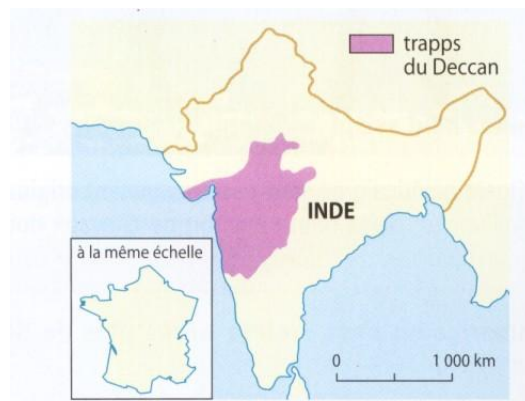 trapps
du Deccan
INDE
à la même échelle
0
1 000 km